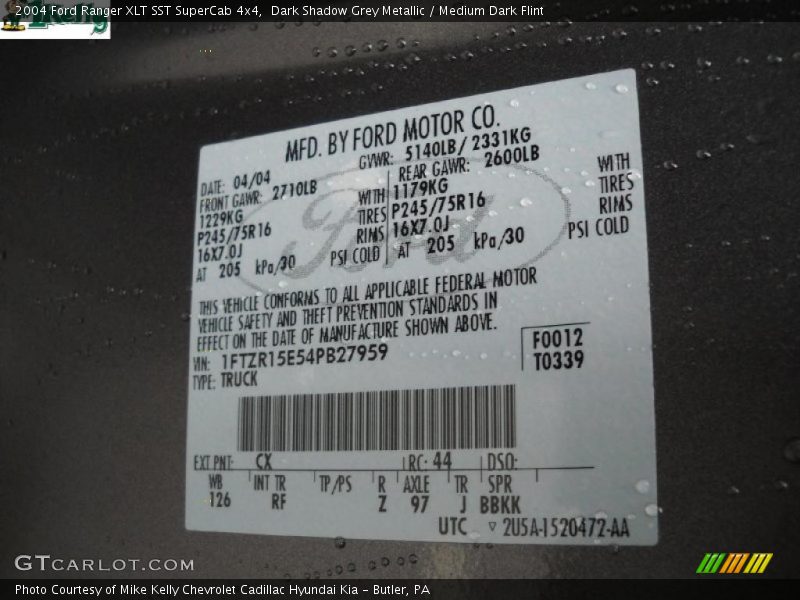 2004 Ford Ranger XLT SST SuperCab 4x4,  Dark Shadow Grey Metallic / Medium Dark Flint
MFD. BY FORD MOTOR CO.
DATE: 04/04 GVWR: 5140LB/ 2331KG
FRONT GAWR: 2710LB REAR GAWR: 2600LB
1229KG WITH 1179KG WITH
P245/75R16 TIRES P245/75R16 TIRES
16X7.0J RIMS 16X7.0J RIMS
AT 205 kPa/30 PSI COLD AT 205 kPa/30 PSI COLD
Ford
THIS VEHICLE CONFORMS TO ALL APPLICABLE FEDERAL MOTOR
VEHICLE SAFETY AND THEFT PREVENTION STANDARDS IN
EFFECT ON THE DATE OF MANUFACTURE SHOWN ABOVE.
VIN: 1FTZR15E54PB27959 F0012
TYPE: TRUCK T0339
EXT PNT: CX RC: 44 DSO:
WB INT TR TP/PS R AXLE TR SPR
126 RF Z 97 J BBKK
UTC ▽ 2U5A-1520472-AA
GTCARLOT.COM
Photo Courtesy of Mike Kelly Chevrolet Cadillac Hyundai Kia – Butler, PA